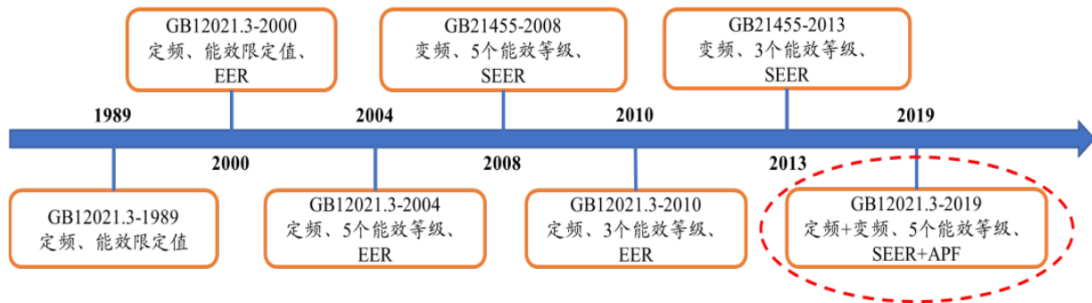 GB12021.3-2000
定频、能效限定值、
EER
GB21455-2008
变频、5个能效等级、
SEER
GB21455-2013
变频、3个能效等级、
SEER
1989
2004
2010
2019
2000
2008
2013
GB12021.3-1989
定频、能效限定值
GB12021.3-2004
定频、5个能效等级、
EER
GB12021.3-2010
定频、3个能效等级、
EER
GB12021.3-2019
定频+变频、5个能效等级、
SEER+APF